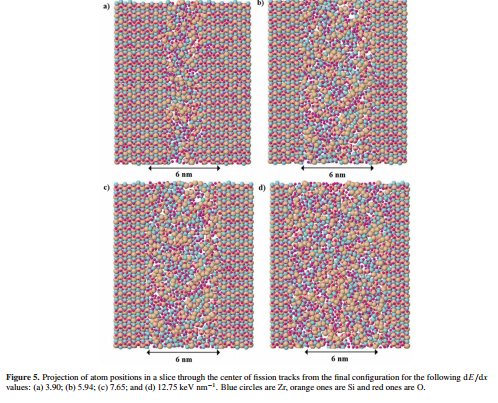 a)
b)
6 nm
6 nm
c)
d)
6 nm
6 nm
Figure 5. Projection of atom positions in a slice through the center of fission tracks from the final configuration for the following dE/dx
values: (a) 3.90; (b) 5.94; (c) 7.65; and (d) 12.75 keV nm⁻¹. Blue circles are Zr, orange ones are Si and red ones are O.